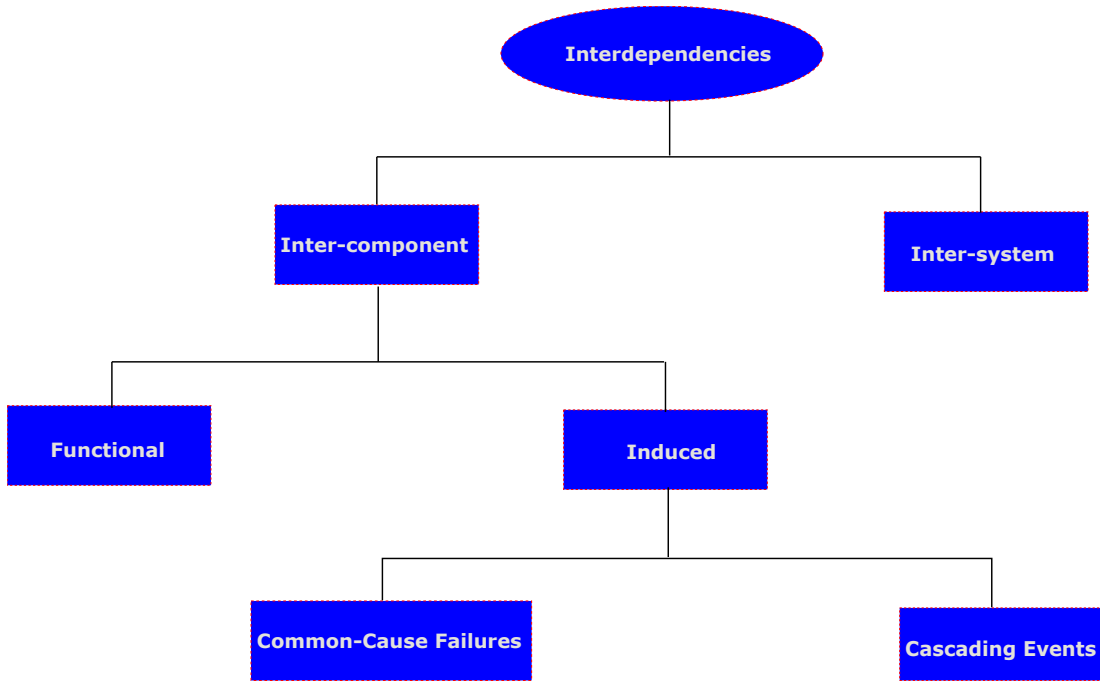 Interdependencies
Inter-component
Inter-system
Functional
Induced
Common-Cause Failures
Cascading Events